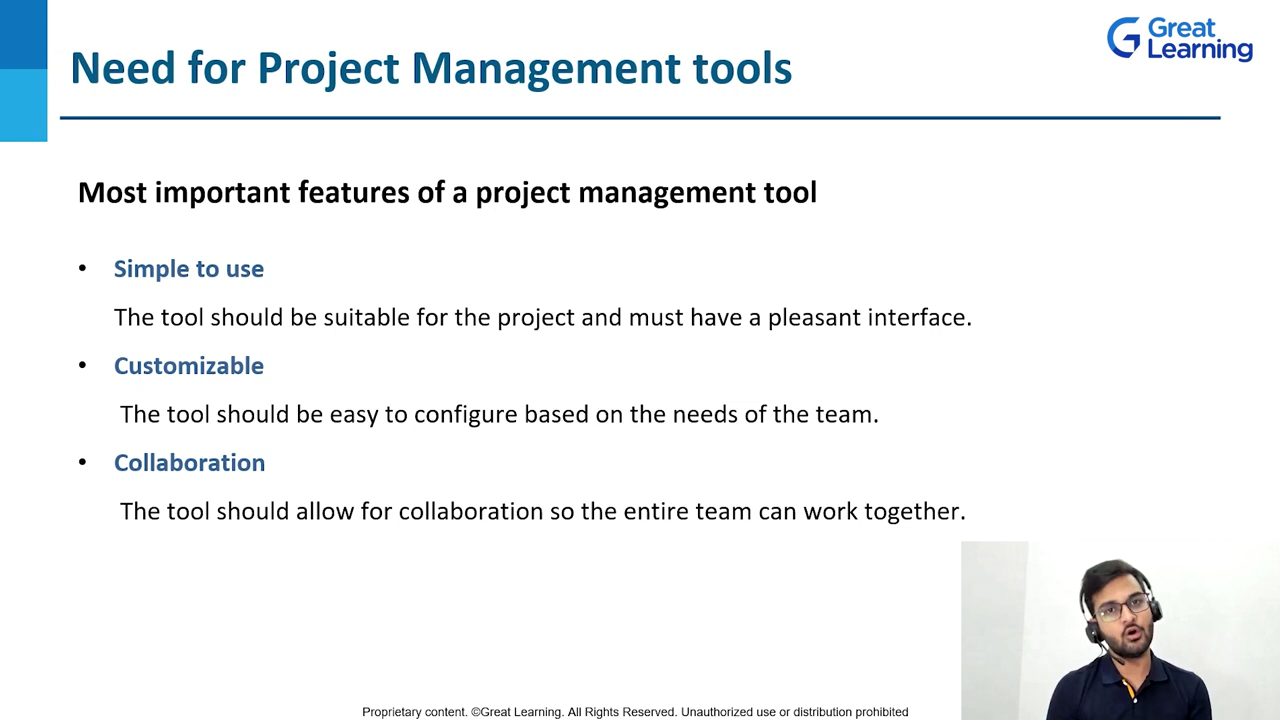 Great
Learning
Need for Project Management tools
Most important features of a project management tool
• Simple to use
The tool should be suitable for the project and must have a pleasant interface.
• Customizable
The tool should be easy to configure based on the needs of the team.
• Collaboration
The tool should allow for collaboration so the entire team can work together.
Proprietary content. ©Great Learning. All Rights Reserved. Unauthorized use or distribution prohibited